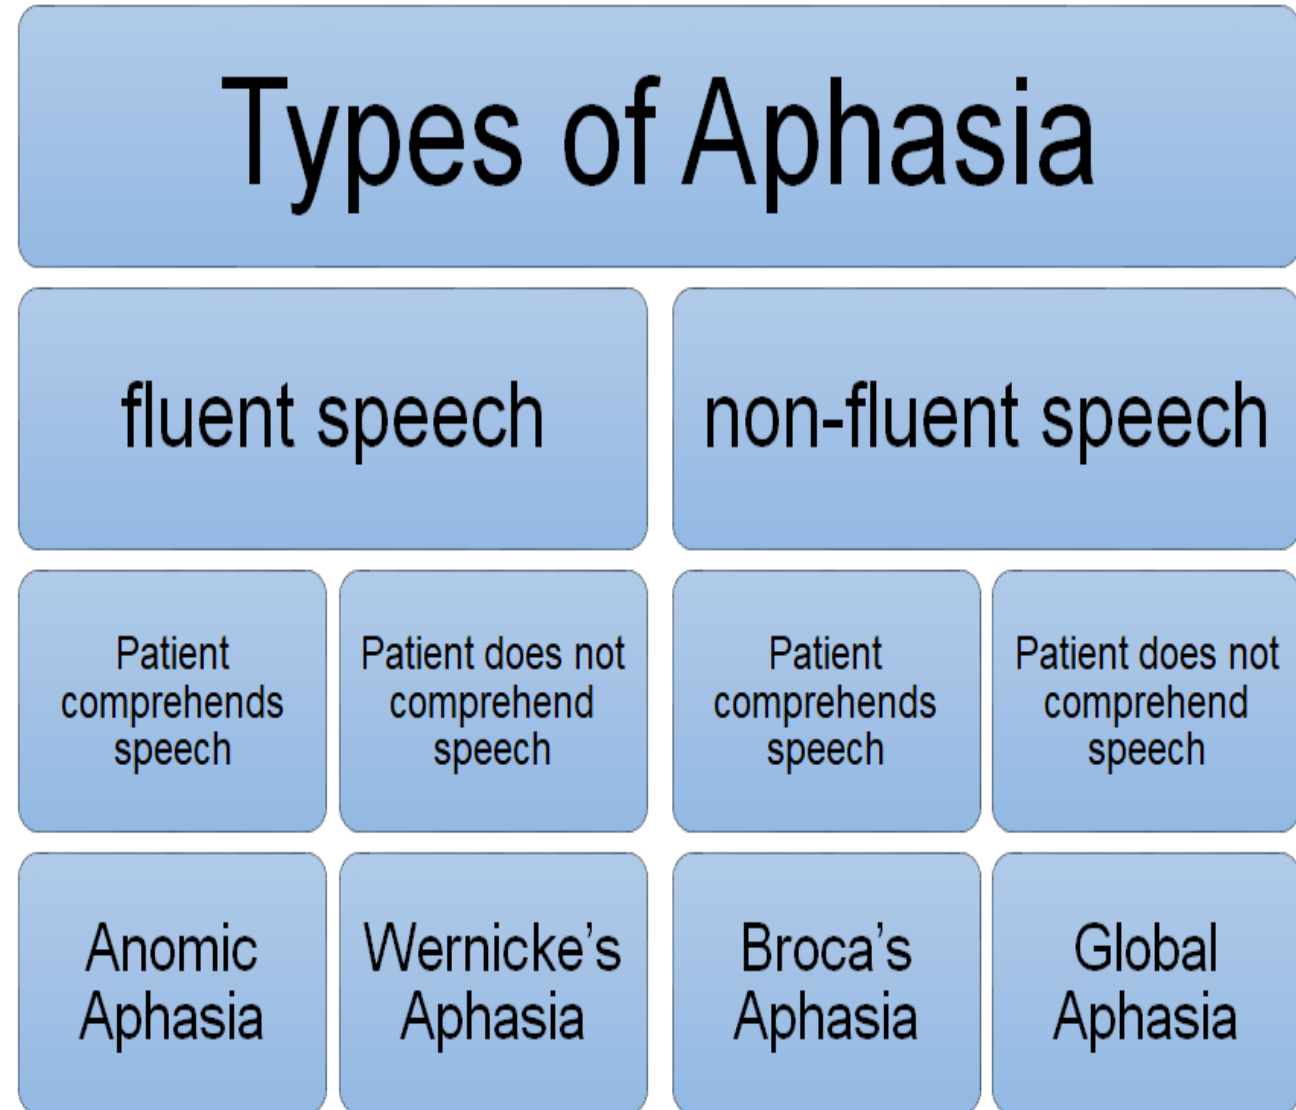 Types of Aphasia
fluent speech
non-fluent speech
Patient
comprehends
speech
Patient does not
comprehend
speech
Patient
comprehends
speech
Patient does not
comprehend
speech
Anomic
Aphasia
Wernicke’s
Aphasia
Broca’s
Aphasia
Global
Aphasia